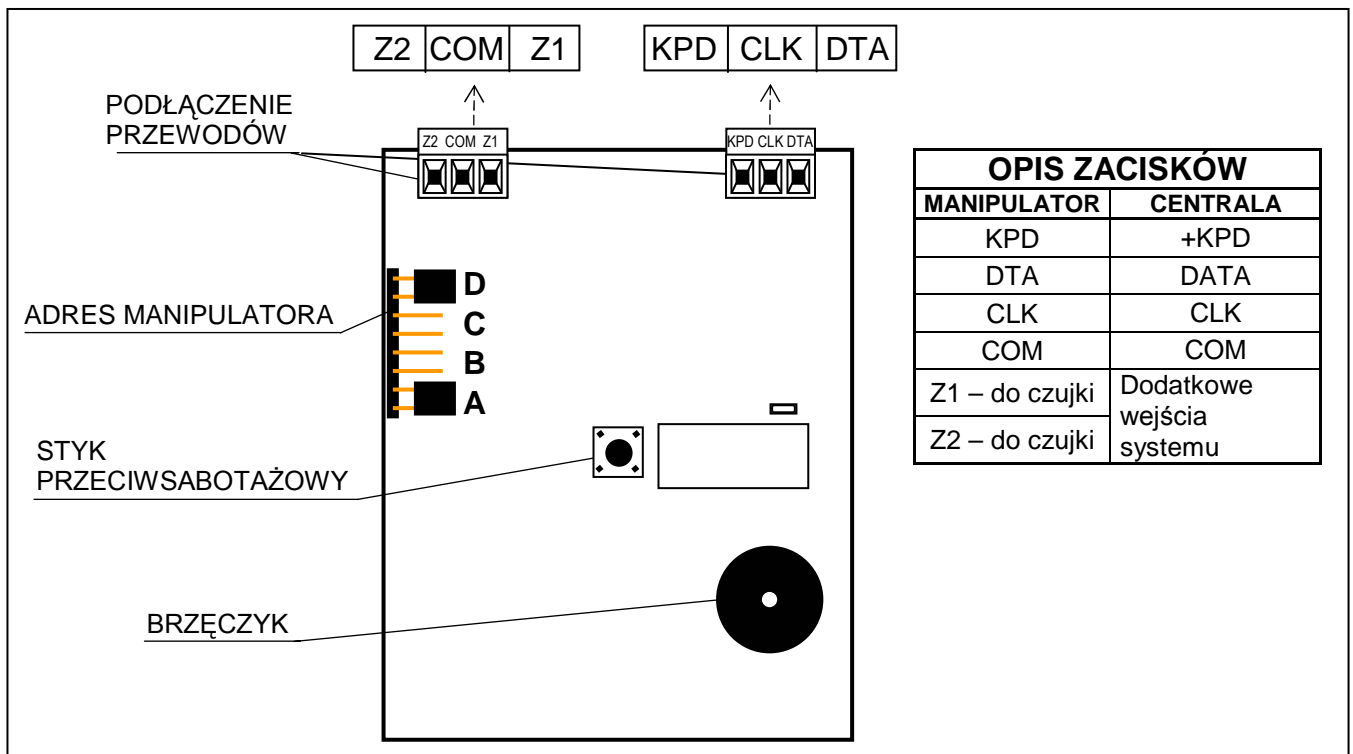 Z2 COM Z1
KPD CLK DTA
PODŁĄCZENIE
PRZEWODÓW
Z2 COM Z1
KPD CLK DTA
D
C
B
A
ADRES MANIPULATORA
STYK
PRZECIWSABOTAŻOWY
BRZĘCZYK
OPIS ZACISKÓW
MANIPULATOR CENTRALA
KPD +KPD
DTA DATA
CLK CLK
COM COM
Z1 – do czujki Dodatkowe
wejścia
Z2 – do czujki systemu